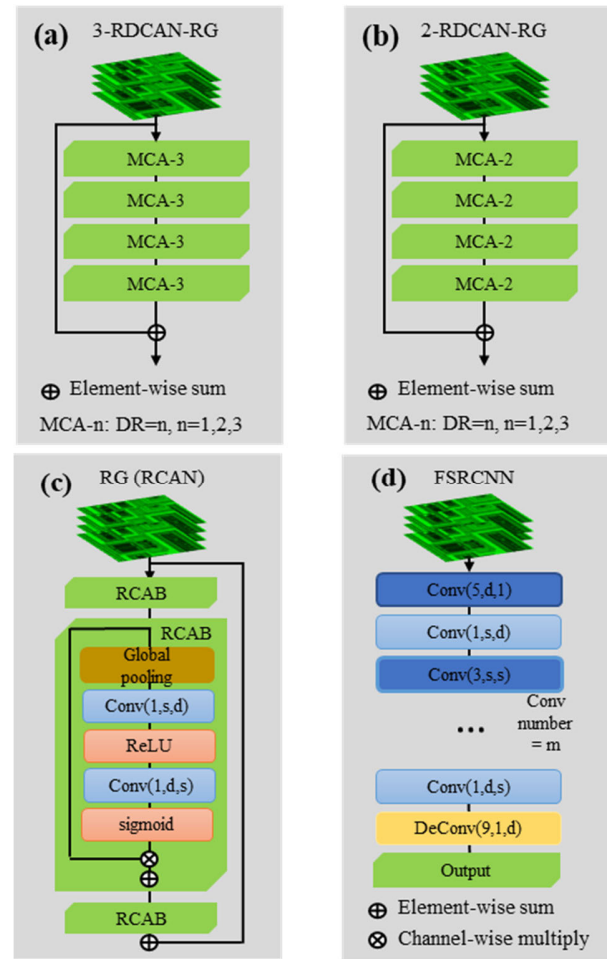 (a) 3-RDCAN-RG
MCA-3
MCA-3
MCA-3
MCA-3
⊕ Element-wise sum
MCA-n: DR=n, n=1,2,3
(b) 2-RDCAN-RG
MCA-2
MCA-2
MCA-2
MCA-2
⊕ Element-wise sum
MCA-n: DR=n, n=1,2,3
(c) RG (RCAN)
RCAB
RCAB
Global
pooling
Conv(1,s,d)
ReLU
Conv(1,d,s)
sigmoid
RCAB
(d) FSRCNN
Conv(5,d,1)
Conv(1,s,d)
Conv(3,s,s)
... Conv
number
= m
Conv(1,d,s)
DeConv(9,1,d)
Output
⊕ Element-wise sum
⊗ Channel-wise multiply